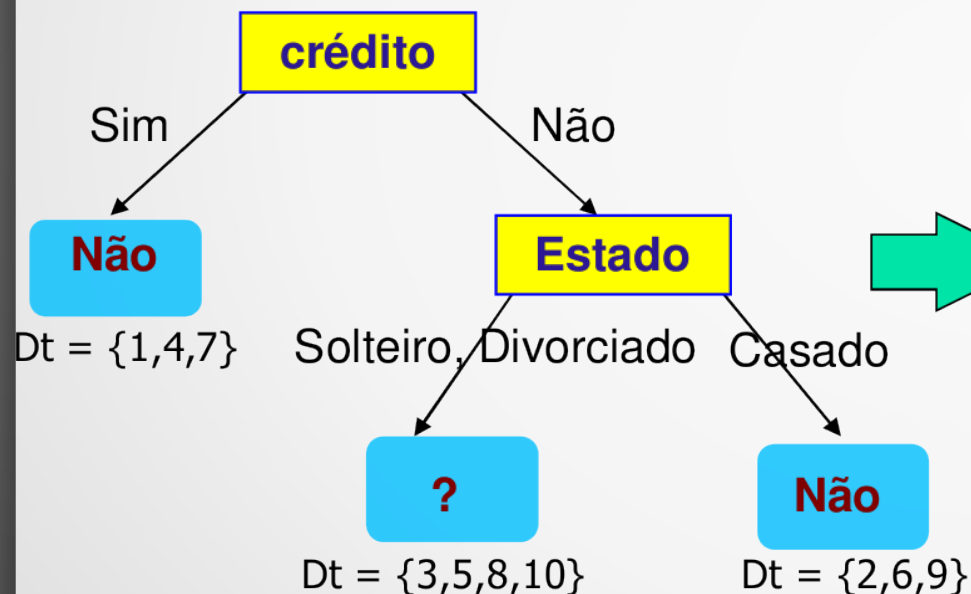 crédito
Sim
Não
Não
Estado
Dt = {1,4,7}
Solteiro, Divorciado
Casado
?
Não
Dt = {3,5,8,10}
Dt = {2,6,9}